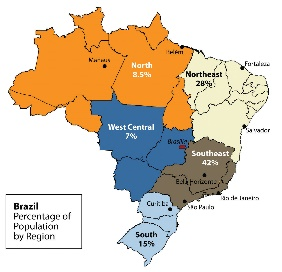 Manaus
North
8.5%
Belém
Northeast
28%
Fortaleza
West Central
7%
Brasília
Salvador
Southeast
42%
Belo Horizonte
Rio de Janeiro
São Paulo
Curitiba
South
15%
Brazil
Percentage of
Population
by Region